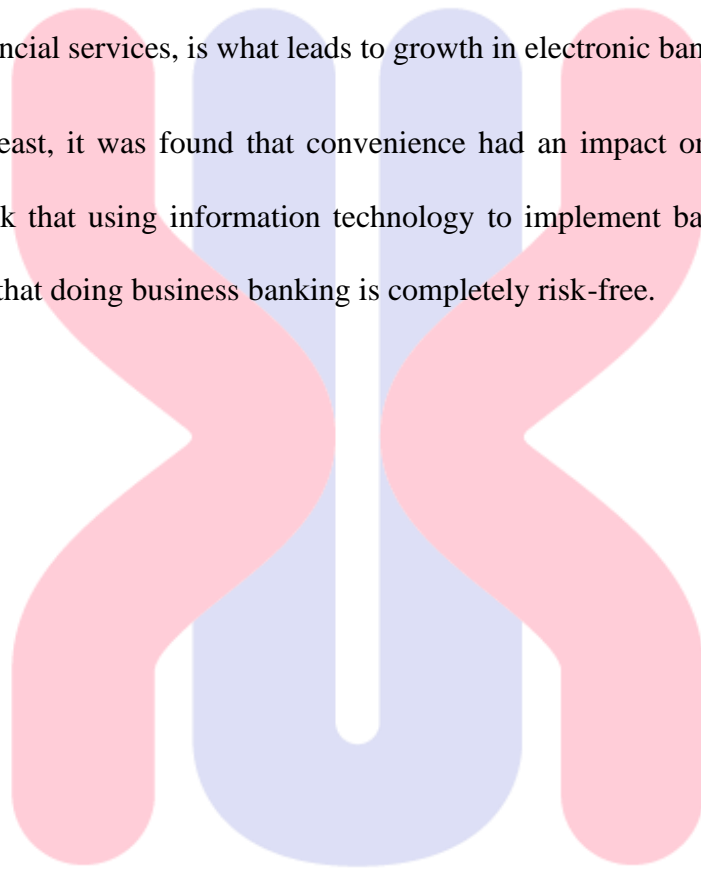 ncial services, is what leads to growth in electronic ban
east, it was found that convenience had an impact or
k that using information technology to implement ba
that doing business banking is completely risk-free.